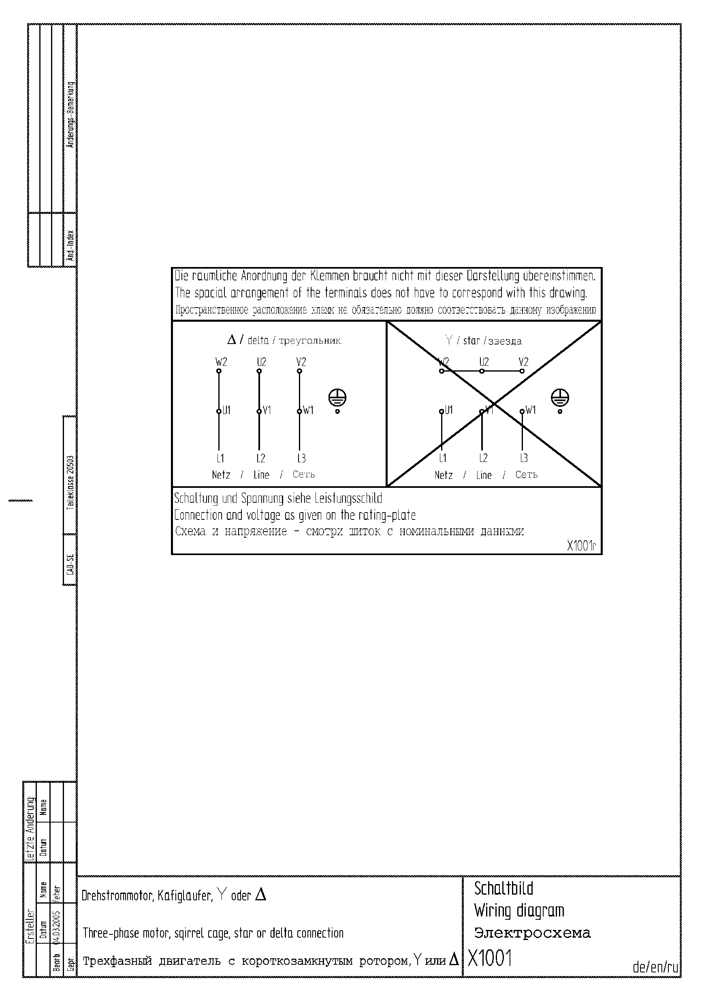 Änderungs-Bemerkung
Änd.-Index
Die räumliche Anordnung der Klemmen braucht nicht mit dieser Darstellung übereinstimmen.
The spacial arrangement of the terminals does not have to correspond with this drawing.
Пространственное расположение клемм не обязательно должно соответствовать данному изображению
Δ / delta / треугольник
W2 U2 V2
U1 V1 W1
L1 L2 L3
Netz / Line / Сеть
Y / star / звезда
W2 U2 V2
U1 V1 W1
L1 L2 L3
Netz / Line / Сеть
Schaltung und Spannung siehe Leistungsschild
Connection and voltage as given on the rating-plate
Схема и напряжение - смотри щиток с номинальными данными
X1001r
Teileklasse 20503
CAD-SE
Letzte Änderung:
Name
Datum
Ersteller
Name
Datum
feher
04.03.2005
Bearb.
Gepr.
Drehstrommotor, Käfigläufer, Y oder Δ
Three-phase motor, sqirrel cage, star or delta connection
Трехфазный двигатель с короткозамкнутым ротором, Y или Δ
Schaltbild
Wiring diagram
Электросхема
X1001
de/en/ru